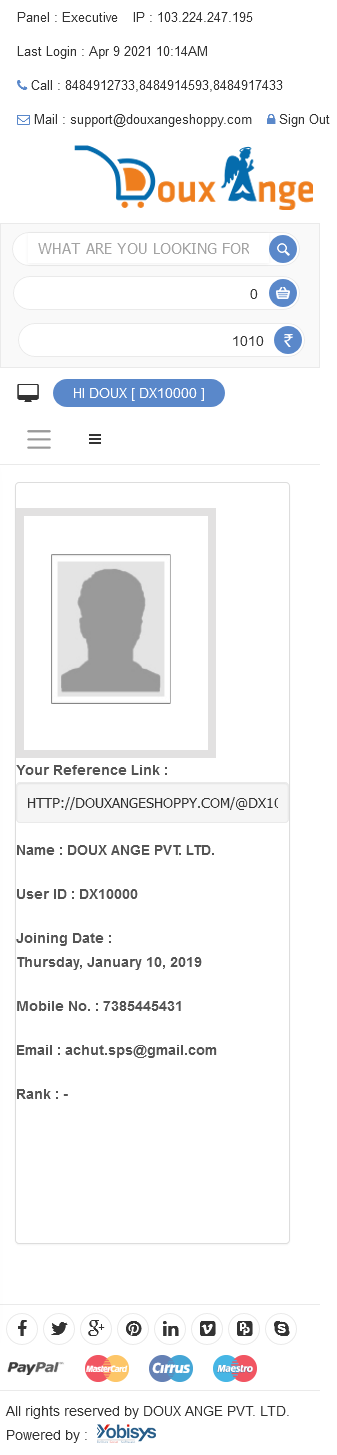 Panel : Executive IP : 103.224.247.195
Last Login : Apr 9 2021 10:14AM
Call : 8484912733,8484914593,8484917433
Mail : support@douxangeshoppy.com Sign Out
Doux Ange
WHAT ARE YOU LOOKING FOR
0
1010 ₹
HI DOUX [ DX10000 ]
Your Reference Link :
HTTP://DOUXANGESHOPPY.COM/@DX10
Name : DOUX ANGE PVT. LTD.
User ID : DX10000
Joining Date :
Thursday, January 10, 2019
Mobile No. : 7385445431
Email : achut.sps@gmail.com
Rank : -
PayPal MasterCard Cirrus Maestro
All rights reserved by DOUX ANGE PVT. LTD.
Powered by : Yobisys